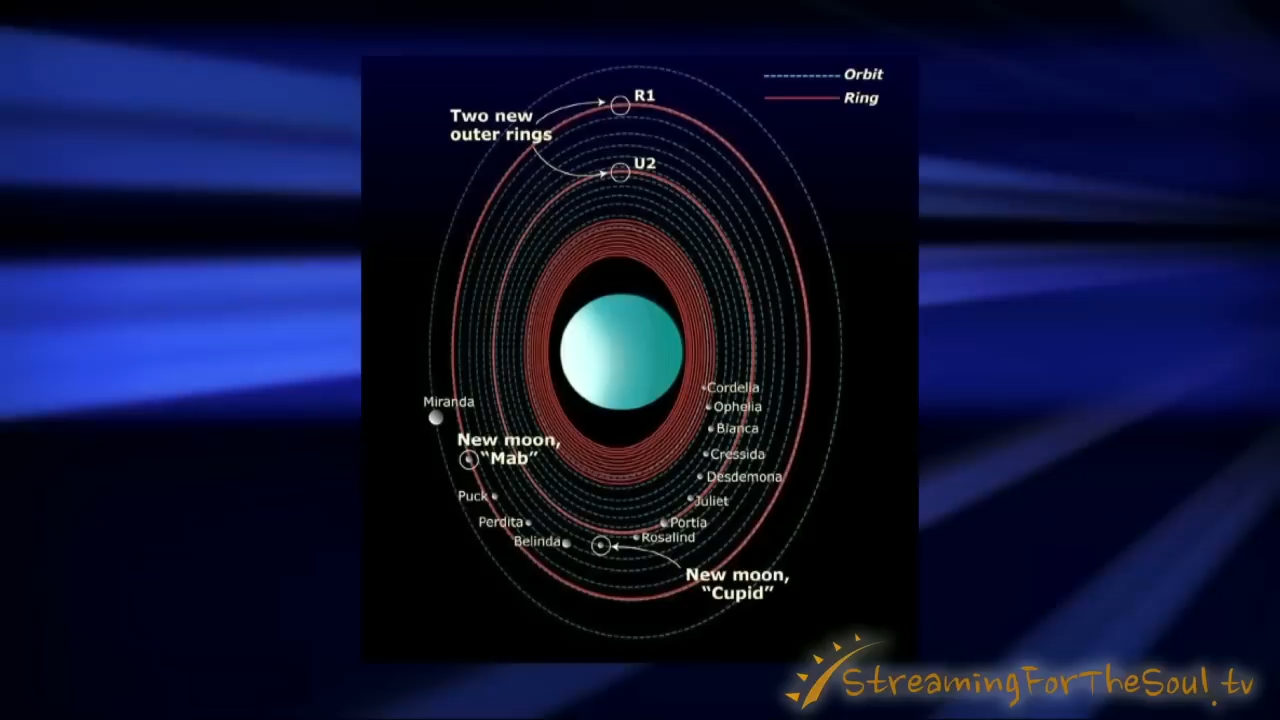 Orbit
Ring
R1
Two new
outer rings
U2
Cordelia
Miranda
Ophelia
Bianca
New moon,
"Mab"
Cressida
Desdemona
Puck
Juliet
Perdita
Portia
Belinda
Rosalind
New moon,
"Cupid"
StreamingForTheSoul.tv